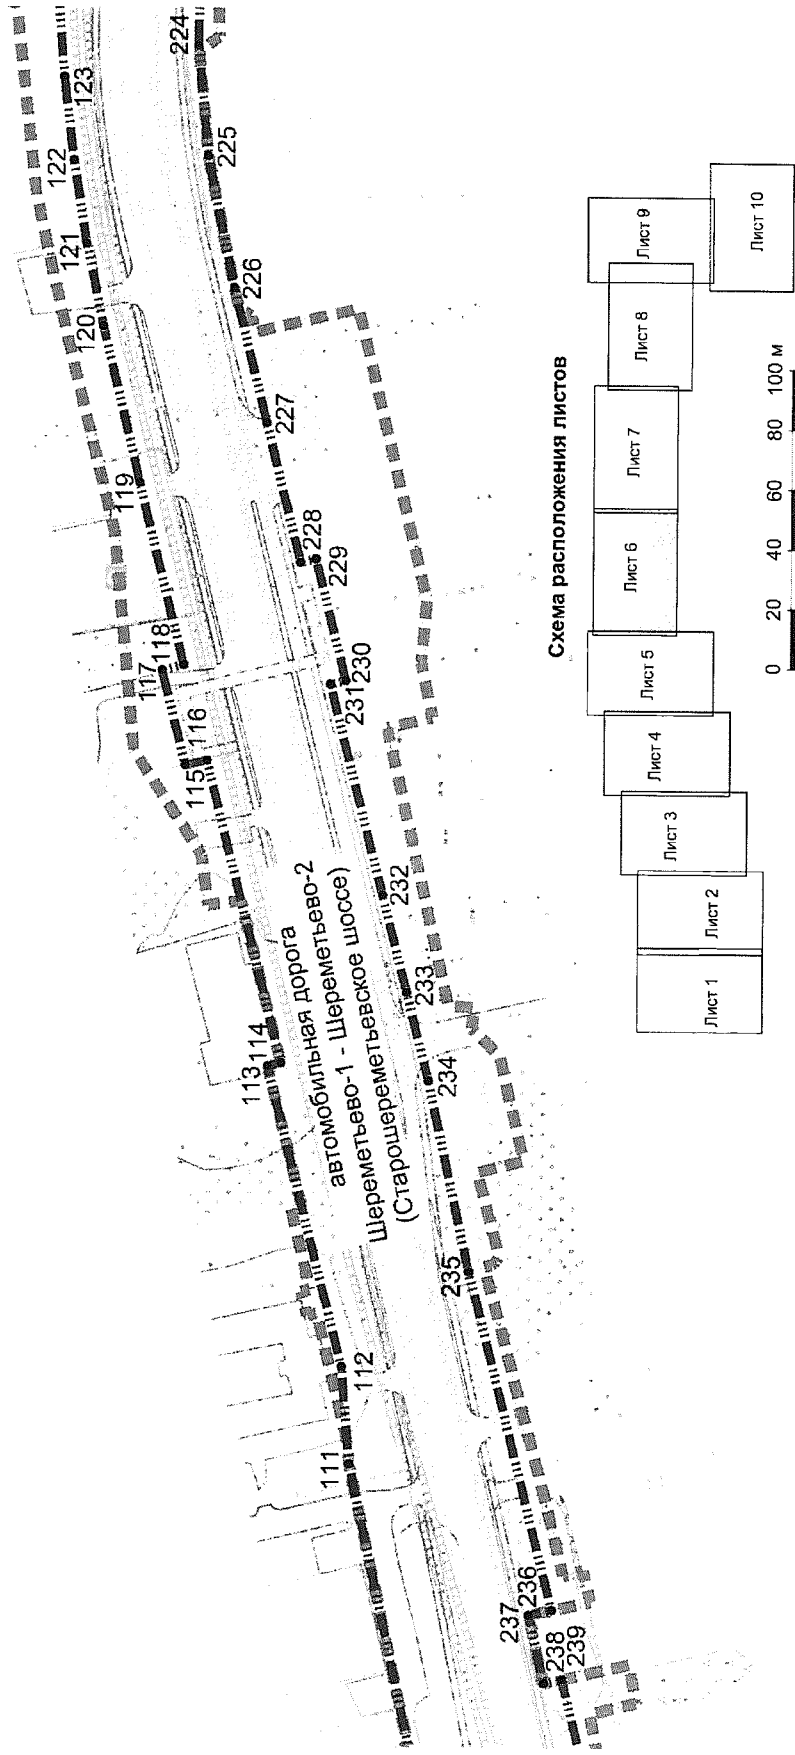 111
112
113
114
115
116
117
118
119
120
121
122
123
автомобильная дорога
Шереметьево-1 - Шереметьево-2
(Старошереметьевское шоссе)
237
236
238
239
235
234
233
232
231
230
229
228
227
226
225
224
Схема расположения листов
Лист 1
Лист 2
Лист 3
Лист 4
Лист 5
Лист 6
Лист 7
Лист 8
Лист 9
Лист 10
0 20 40 60 80 100 м